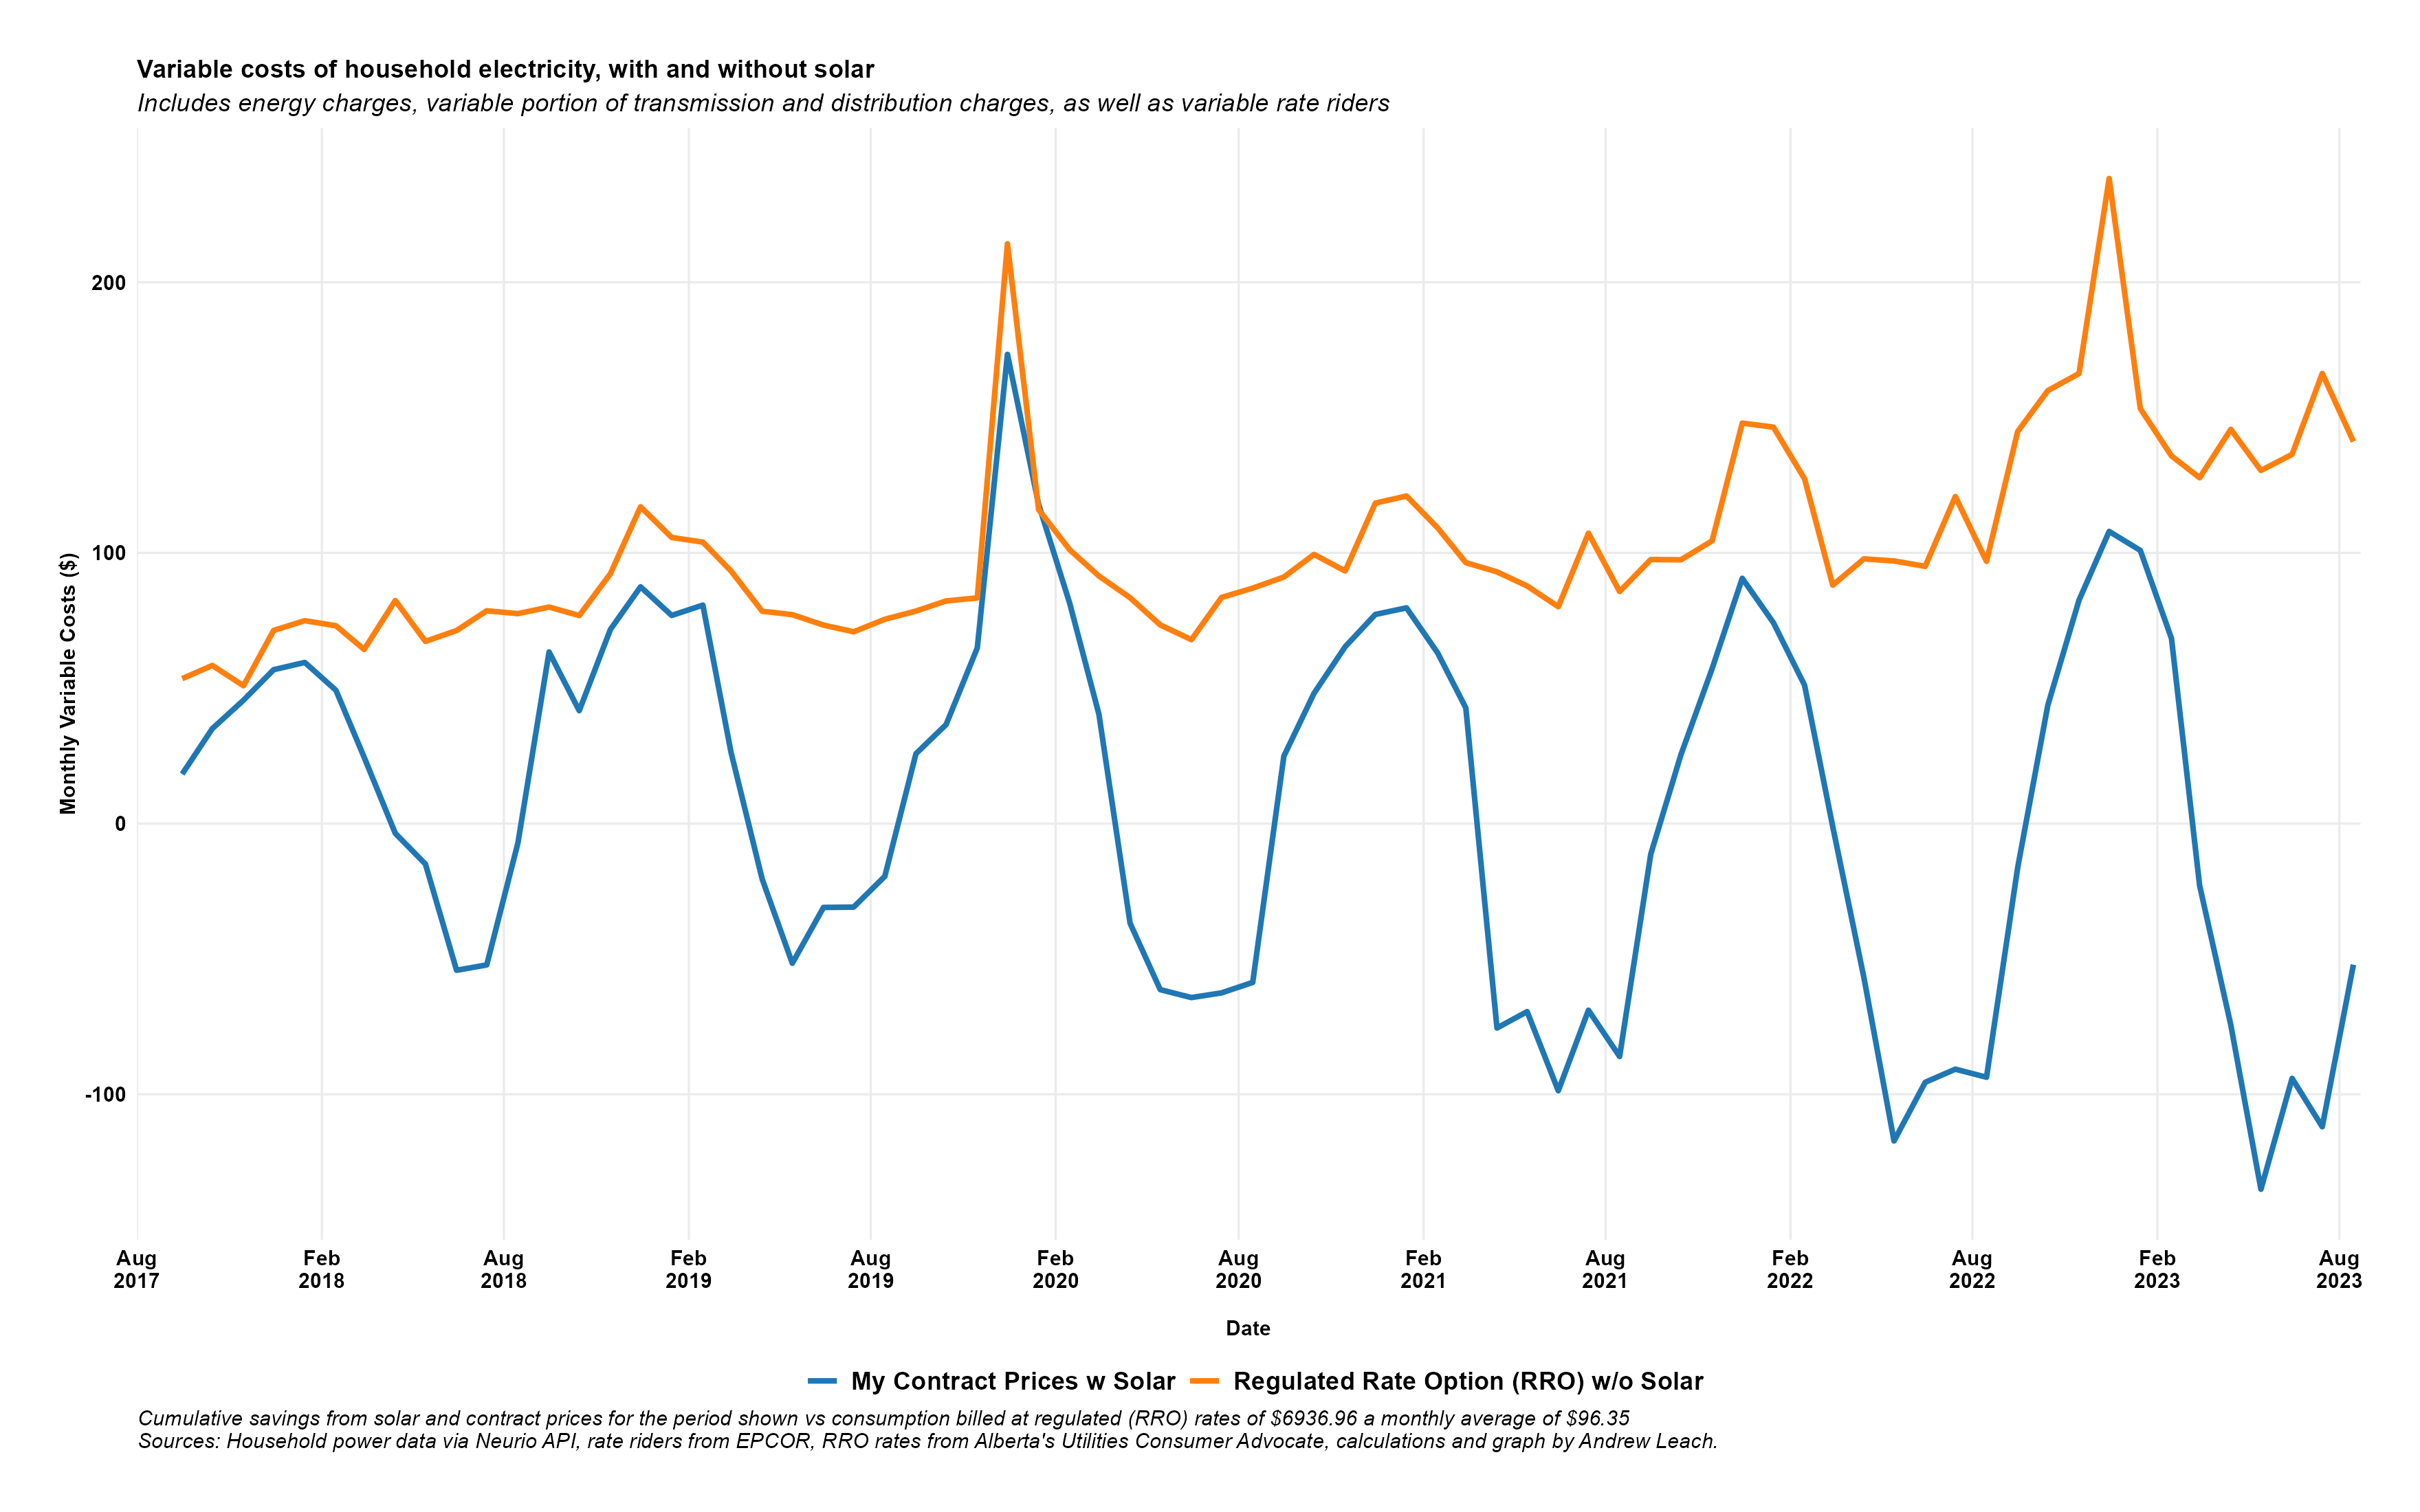 Variable costs of household electricity, with and without solar
Includes energy charges, variable portion of transmission and distribution charges, as well as variable rate riders
Monthly Variable Costs ($)
200
100
0
-100
Aug 2017
Feb 2018
Aug 2018
Feb 2019
Aug 2019
Feb 2020
Aug 2020
Feb 2021
Aug 2021
Feb 2022
Aug 2022
Feb 2023
Aug 2023
Date
My Contract Prices w Solar
Regulated Rate Option (RRO) w/o Solar
Cumulative savings from solar and contract prices for the period shown vs consumption billed at regulated (RRO) rates of $6936.96 a monthly average of $96.35
Sources: Household power data via Neurio API, rate riders from EPCOR, RRO rates from Alberta's Utilities Consumer Advocate, calculations and graph by Andrew Leach.